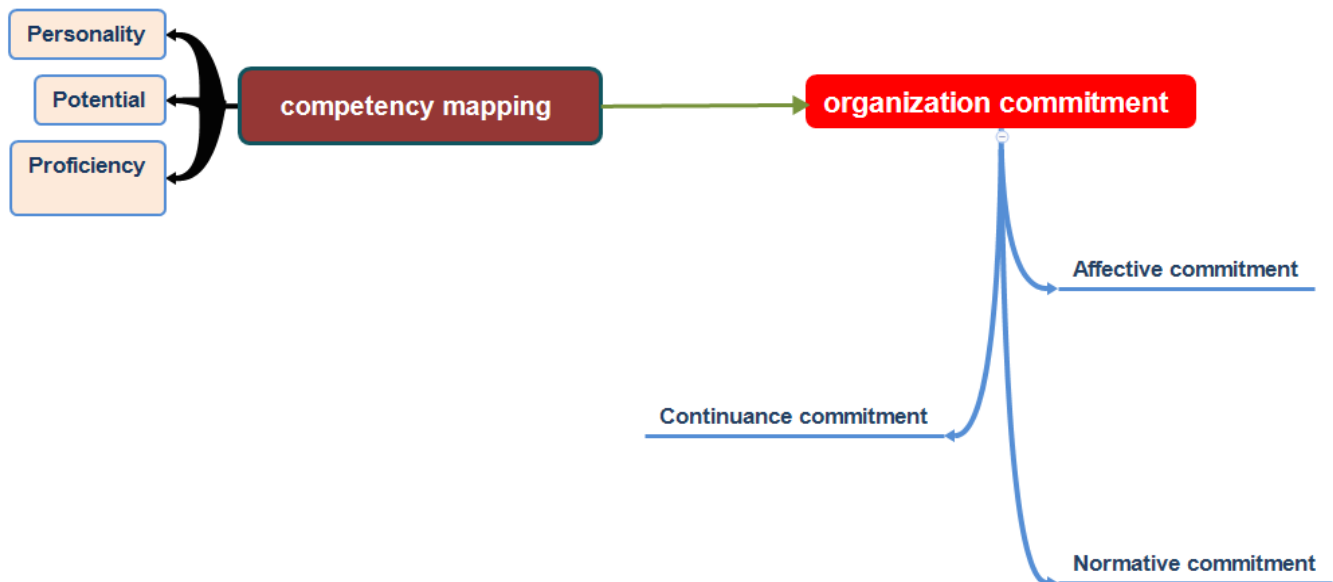 Personality
Potential
Proficiency
competency mapping
organization commitment
Affective commitment
Continuance commitment
Normative commitment